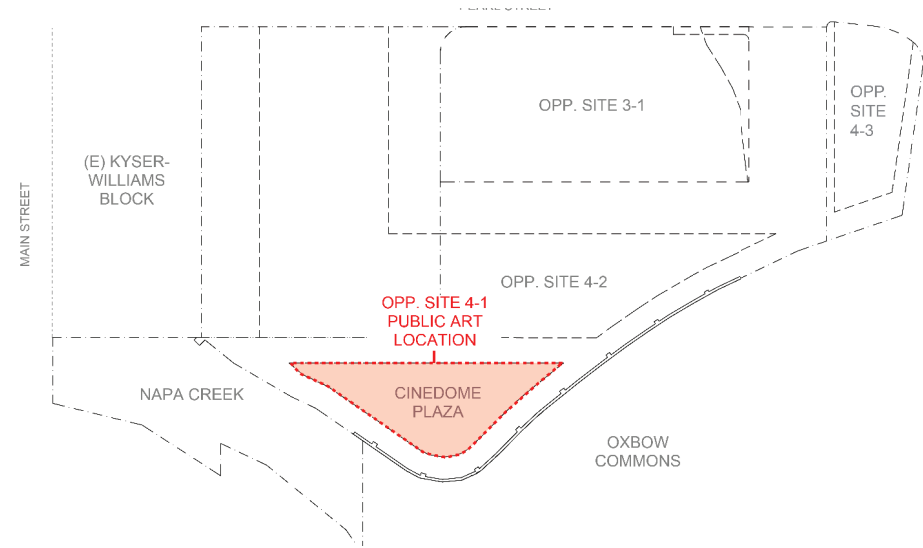 OPP. SITE 3-1
OPP.
SITE
4-3
(E) KYSER-
WILLIAMS
BLOCK
MAIN STREET
OPP. SITE 4-2
OPP. SITE 4-1
PUBLIC ART
LOCATION
NAPA CREEK
CINEDOME
PLAZA
OXBOW
COMMONS